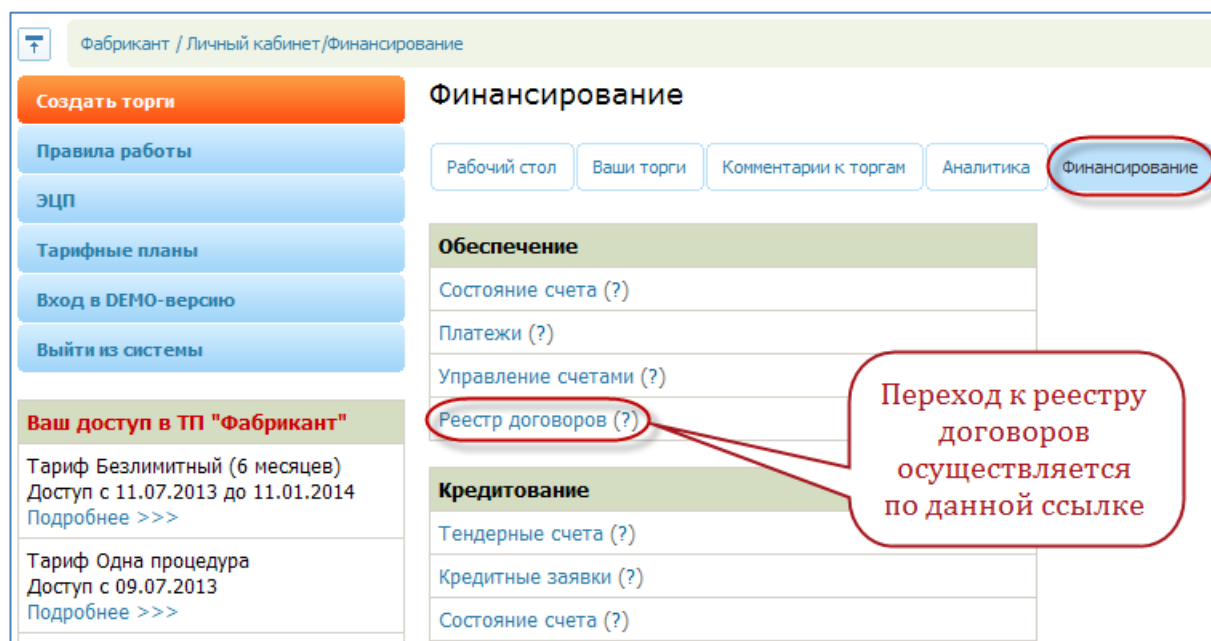 Фабрикант / Личный кабинет/Финансирование
Создать торги
Правила работы
ЭЦП
Тарифные планы
Вход в DEMO-версию
Выйти из системы
Ваш доступ в ТП "Фабрикант"
Тариф Безлимитный (6 месяцев)
Доступ с 11.07.2013 до 11.01.2014
Подробнее >>>
Тариф Одна процедура
Доступ с 09.07.2013
Подробнее >>>
Финансирование
Рабочий стол Ваши торги Комментарии к торгам Аналитика Финансирование
Обеспечение
Состояние счета (?)
Платежи (?)
Управление счетами (?)
Реестр договоров (?)
Кредитование
Тендерные счета (?)
Кредитные заявки (?)
Состояние счета (?)
Переход к реестру
договоров
осуществляется
по данной ссылке